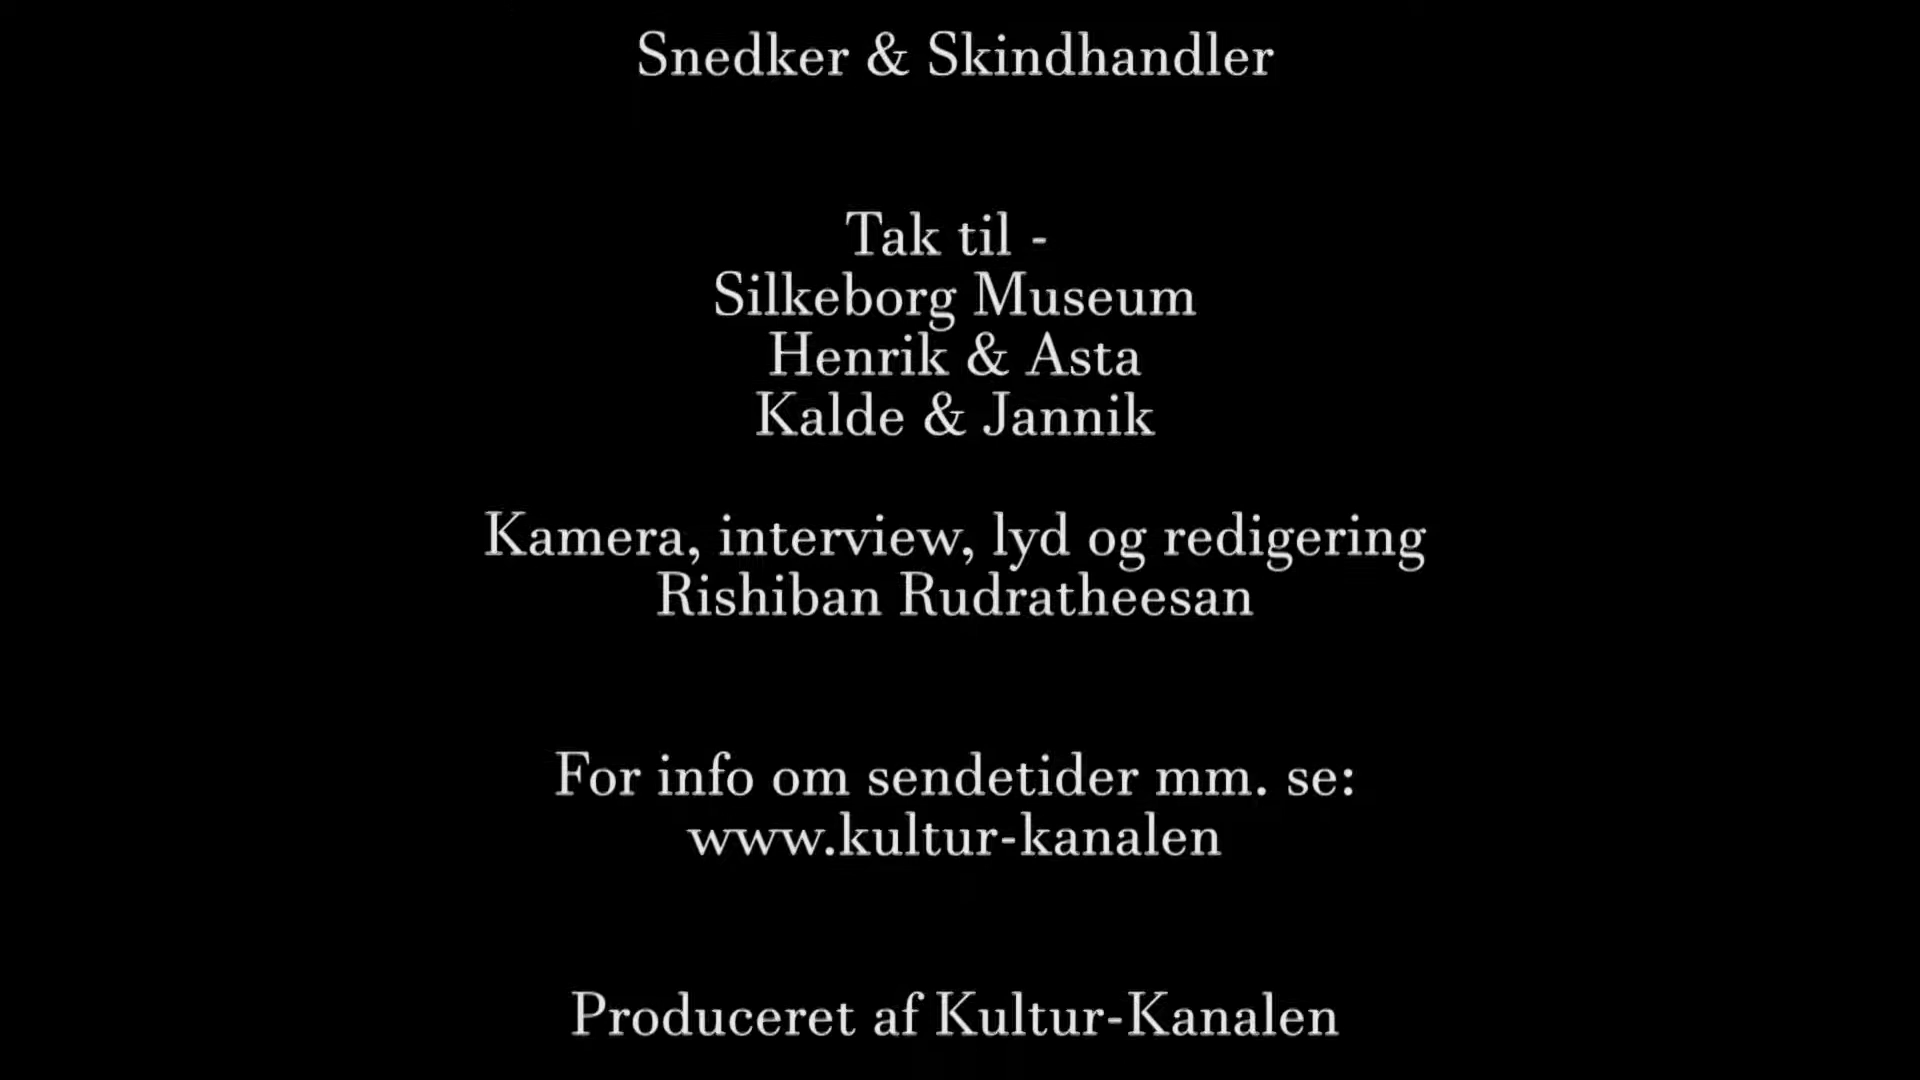 Snedker & Skindhandler
Tak til -
Silkeborg Museum
Henrik & Asta
Kalde & Jannik
Kamera, interview, lyd og redigering
Rishiban Rudratheesan
For info om sendetider mm. se:
www.kultur-kanalen
Produceret af Kultur-Kanalen